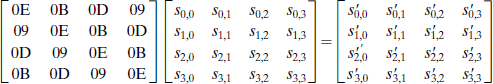 [ 0E 0B 0D 09 ] [ s0,0 s0,1 s0,2 s0,3 ] [ s′0,0 s′0,1 s′0,2 s′0,3 ]
[ 09 0E 0B 0D ] [ s1,0 s1,1 s1,2 s1,3 ] = [ s′1,0 s′1,1 s′1,2 s′1,3 ]
[ 0D 09 0E 0B ] [ s2,0 s2,1 s2,2 s2,3 ] [ s′2,0 s′2,1 s′2,2 s′2,3 ]
[ 0B 0D 09 0E ] [ s3,0 s3,1 s3,2 s3,3 ] [ s′3,0 s′3,1 s′3,2 s′3,3 ]